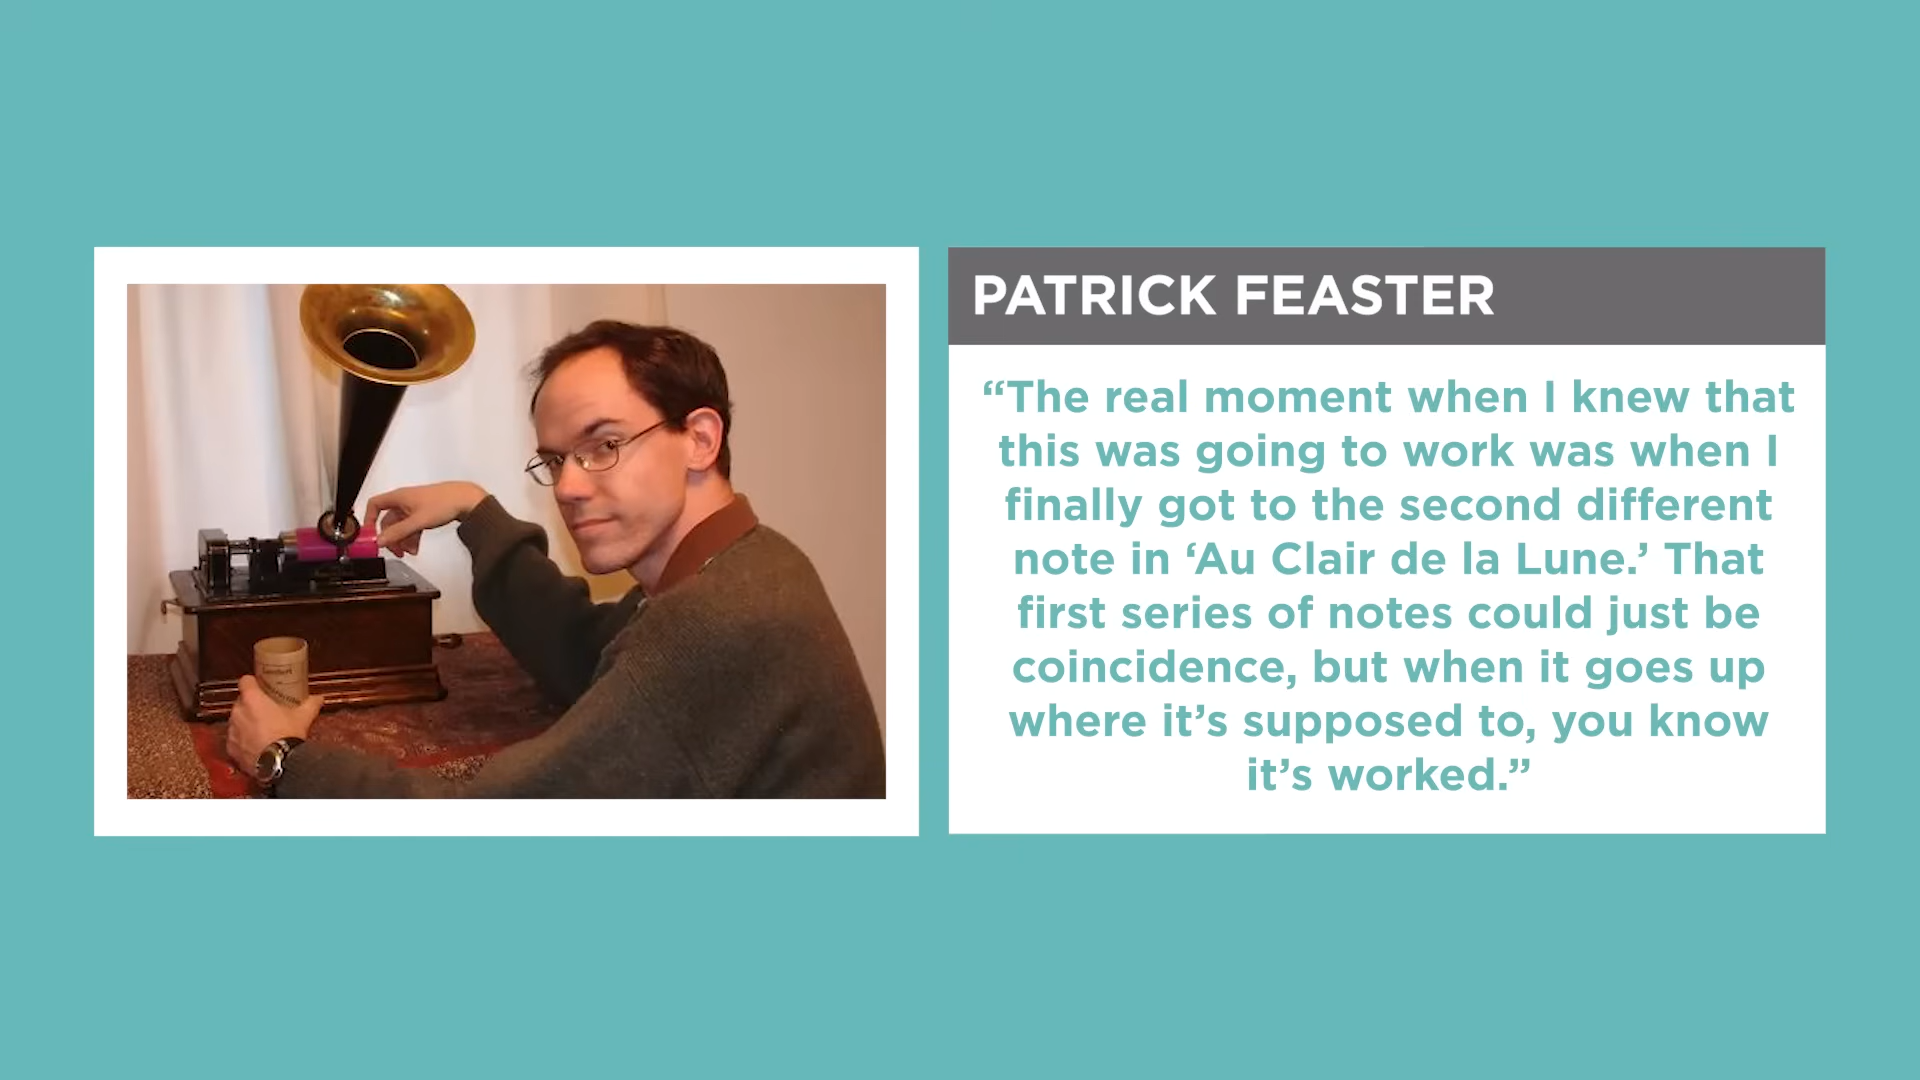 PATRICK FEASTER
“The real moment when I knew that
this was going to work was when I
finally got to the second different
note in ‘Au Clair de la Lune.’ That
first series of notes could just be
coincidence, but when it goes up
where it’s supposed to, you know
it’s worked.”